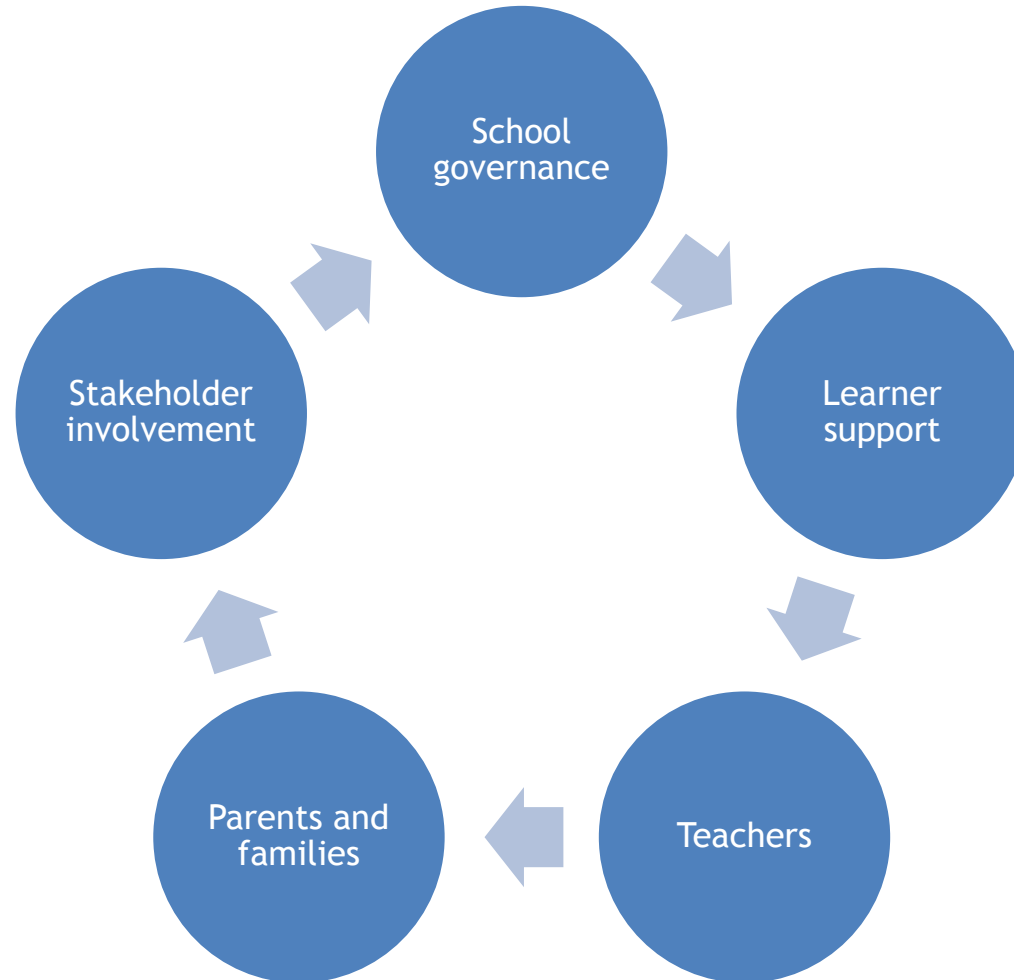 School
governance
Learner
support
Teachers
Parents and
families
Stakeholder
involvement